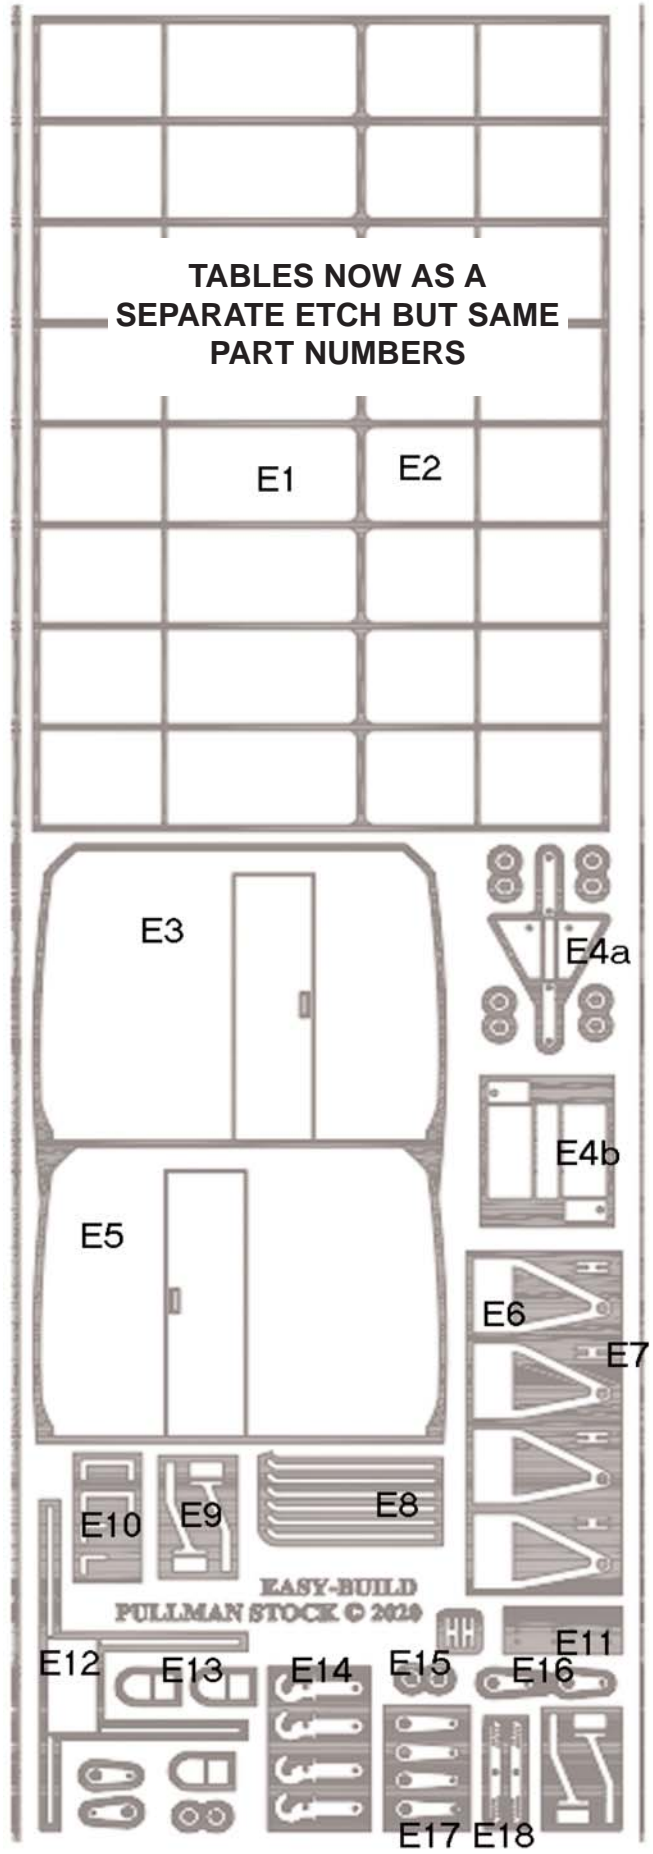 TABLES NOW AS A
SEPARATE ETCH BUT SAME
PART NUMBERS
E1
E2
E3
E4a
E4b
E5
E6
E7
E8
E9
E10
EASY-BUILD
PULLMAN STOCK © 2020
E11
E12
E13
E14
E15
E16
E17
E18